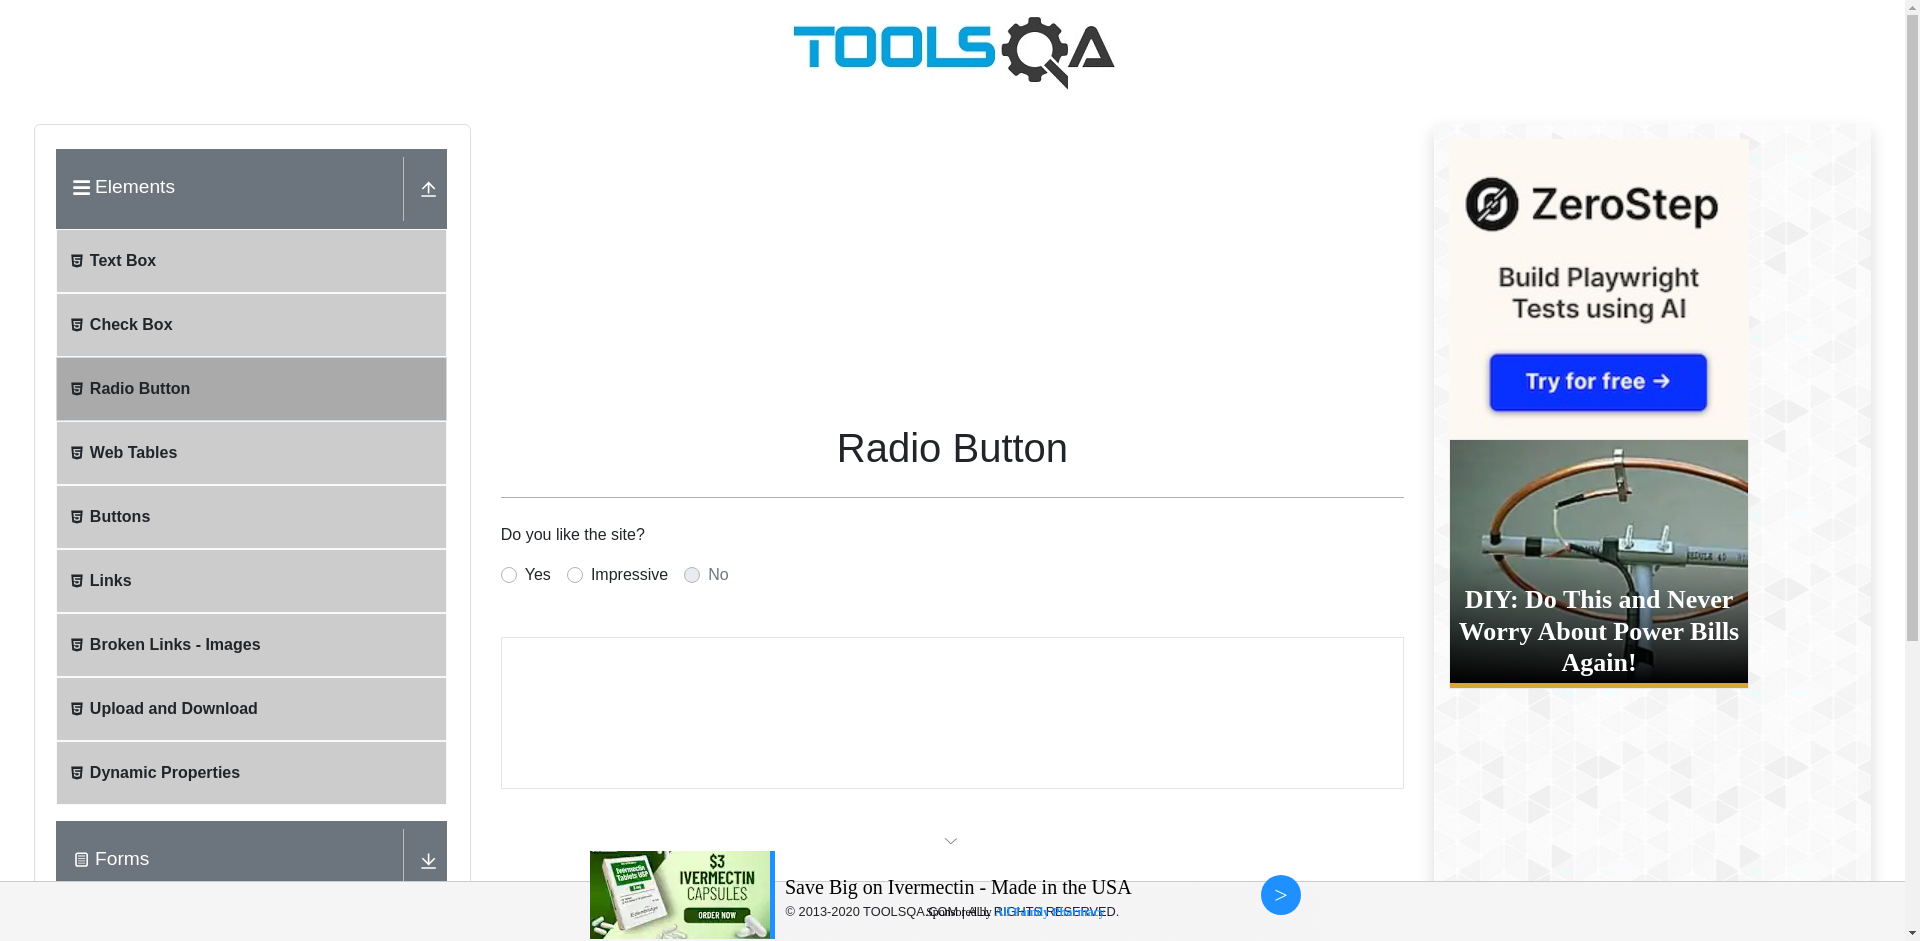 TOOLSQA
Elements
Text Box
Check Box
Radio Button
Web Tables
Buttons
Links
Broken Links - Images
Upload and Download
Dynamic Properties
Forms
Radio Button
Do you like the site?
Yes
Impressive
No
ZeroStep
Build Playwright
Tests using AI
Try for free →
DIY: Do This and Never
Worry About Power Bills
Again!
$3
IVERMECTIN
CAPSULES
ORDER NOW
Save Big on Ivermectin - Made in the USA
© 2013-2020 TOOLSQA.COM | ALL RIGHTS RESERVED.
>